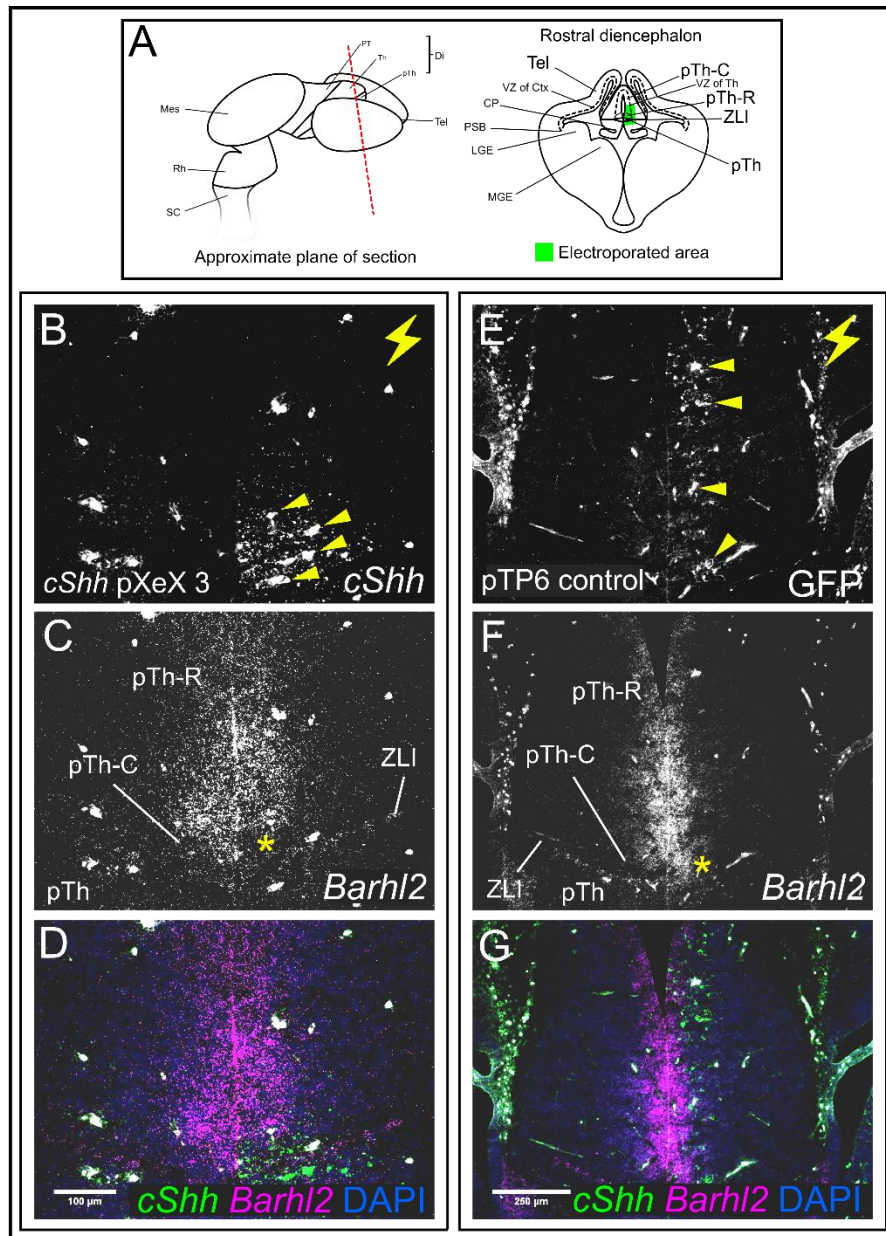 A
PT
Th
pTh
Di
Mes
Tel
Rh
SC
Approximate plane of section
Rostral diencephalon
Tel
pTh-C
VZ of Ctx
VZ of Th
CP
pTh-R
PSB
ZLI
LGE
pTh
MGE
Electroporated area
B
cShh pXeX 3
cShh
C
pTh-R
pTh-C
ZLI
*
pTh
Barhl2
D
100 µm
cShh Barhl2 DAPI
E
pTP6 control
GFP
F
pTh-R
pTh-C
*
ZLI
pTh
Barhl2
G
250 µm
cShh Barhl2 DAPI